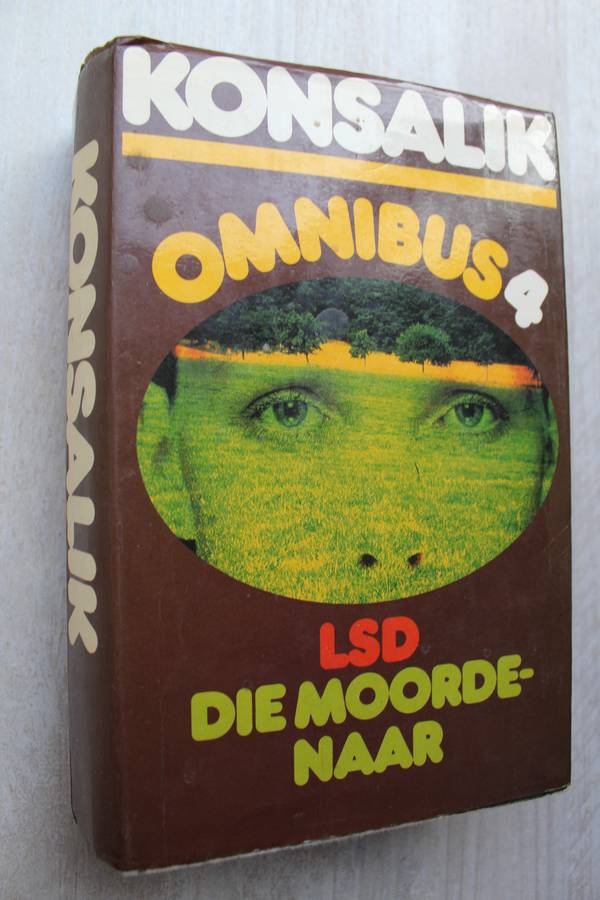 KONSALIK
OMNIBUS 4
LSD
DIE MOORDE-
NAAR
KONSALIK